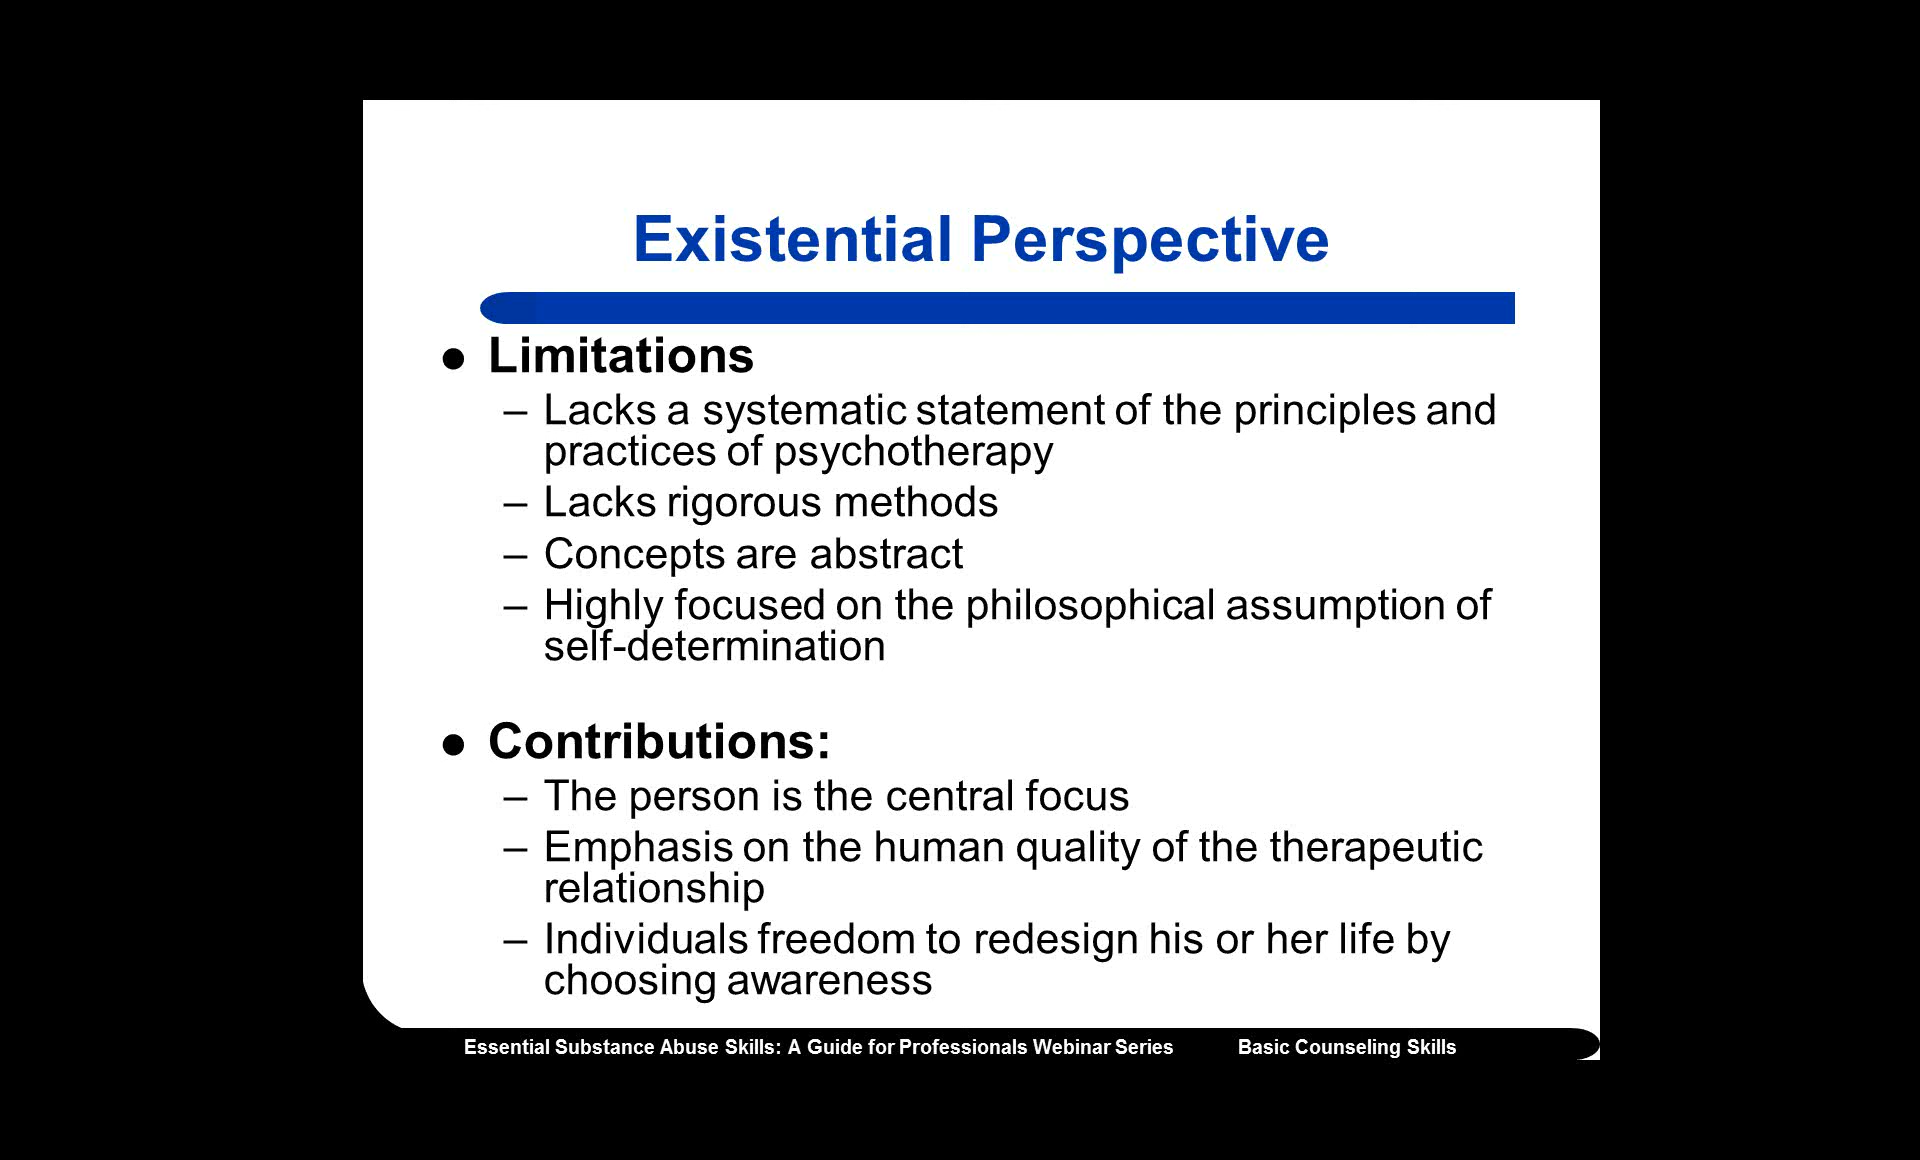 Existential Perspective
● Limitations
– Lacks a systematic statement of the principles and
practices of psychotherapy
– Lacks rigorous methods
– Concepts are abstract
– Highly focused on the philosophical assumption of
self-determination
● Contributions:
– The person is the central focus
– Emphasis on the human quality of the therapeutic
relationship
– Individuals freedom to redesign his or her life by
choosing awareness
Essential Substance Abuse Skills: A Guide for Professionals Webinar Series Basic Counseling Skills